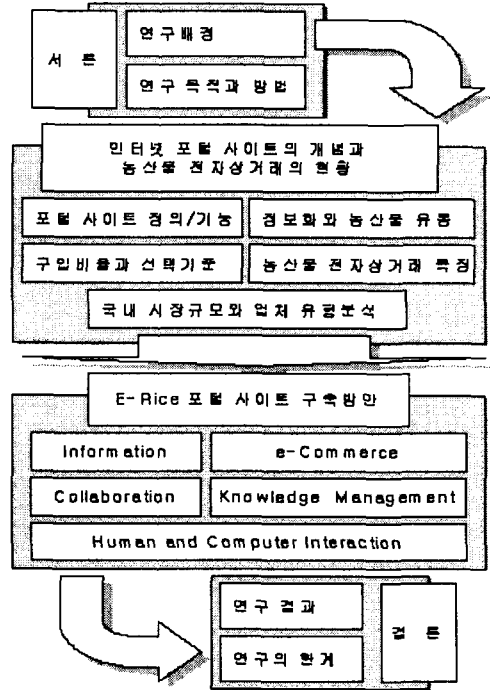 서 론
연구배경
연구 목적과 방법
인터넷 포털 사이트의 개념과
농산물 전자상거래의 현황
포털 사이트 정의/기능
정보화와 농산물 유통
구입비율과 선택기준
농산물 전자상거래 특징
국내 시장규모와 업체 유형분석
E-Rice 포털 사이트 구축방안
Information
e-Commerce
Collaboration
Knowledge Management
Human and Computer Interaction
연구 결과
연구의 한계
결 론